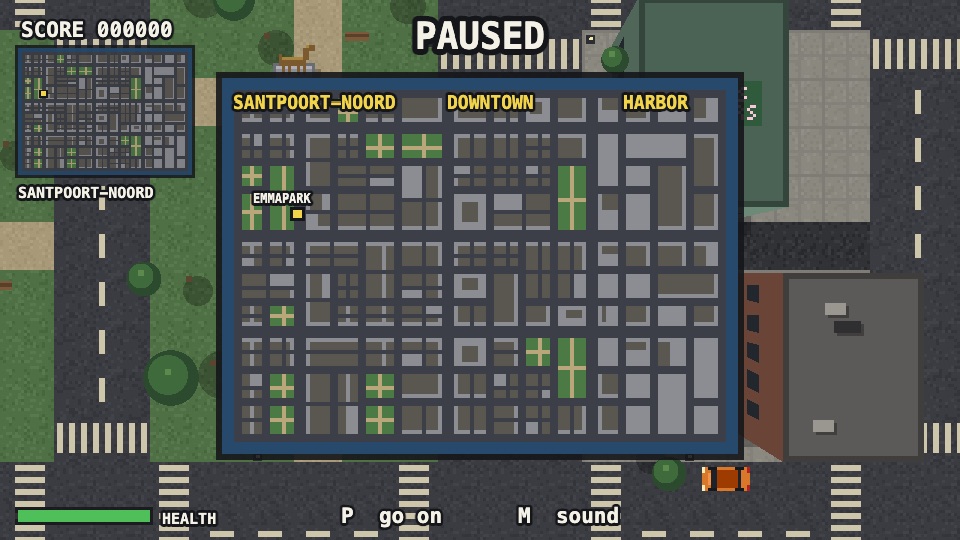 SCORE 000000
PAUSED
SANTPOORT–NOORD DOWNTOWN HARBOR
EMMAPARK
SANTPOORT–NOORD
HEALTH
P go on M sound